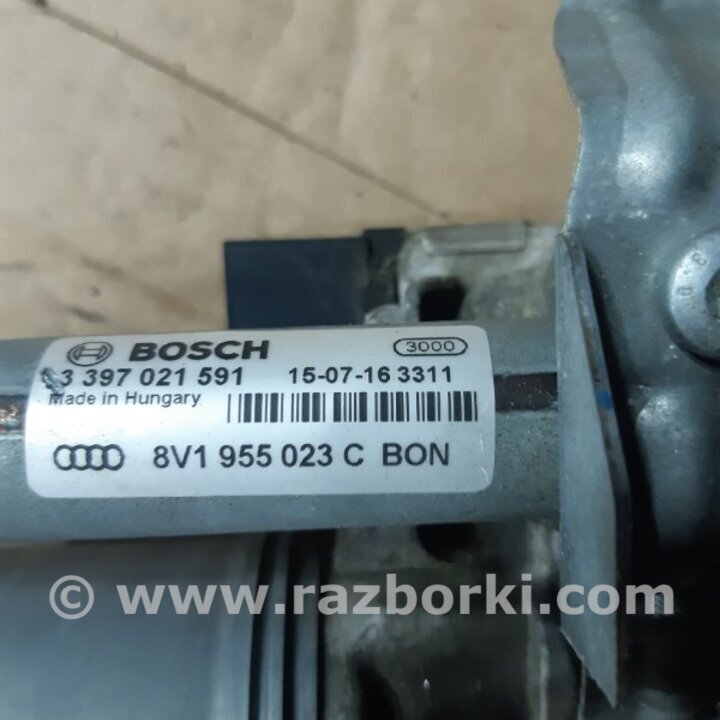 BOSCH 3000
3 397 021 591 15-07-16 3311
Made in Hungary
8V1 955 023 C BON
© www.razborki.com